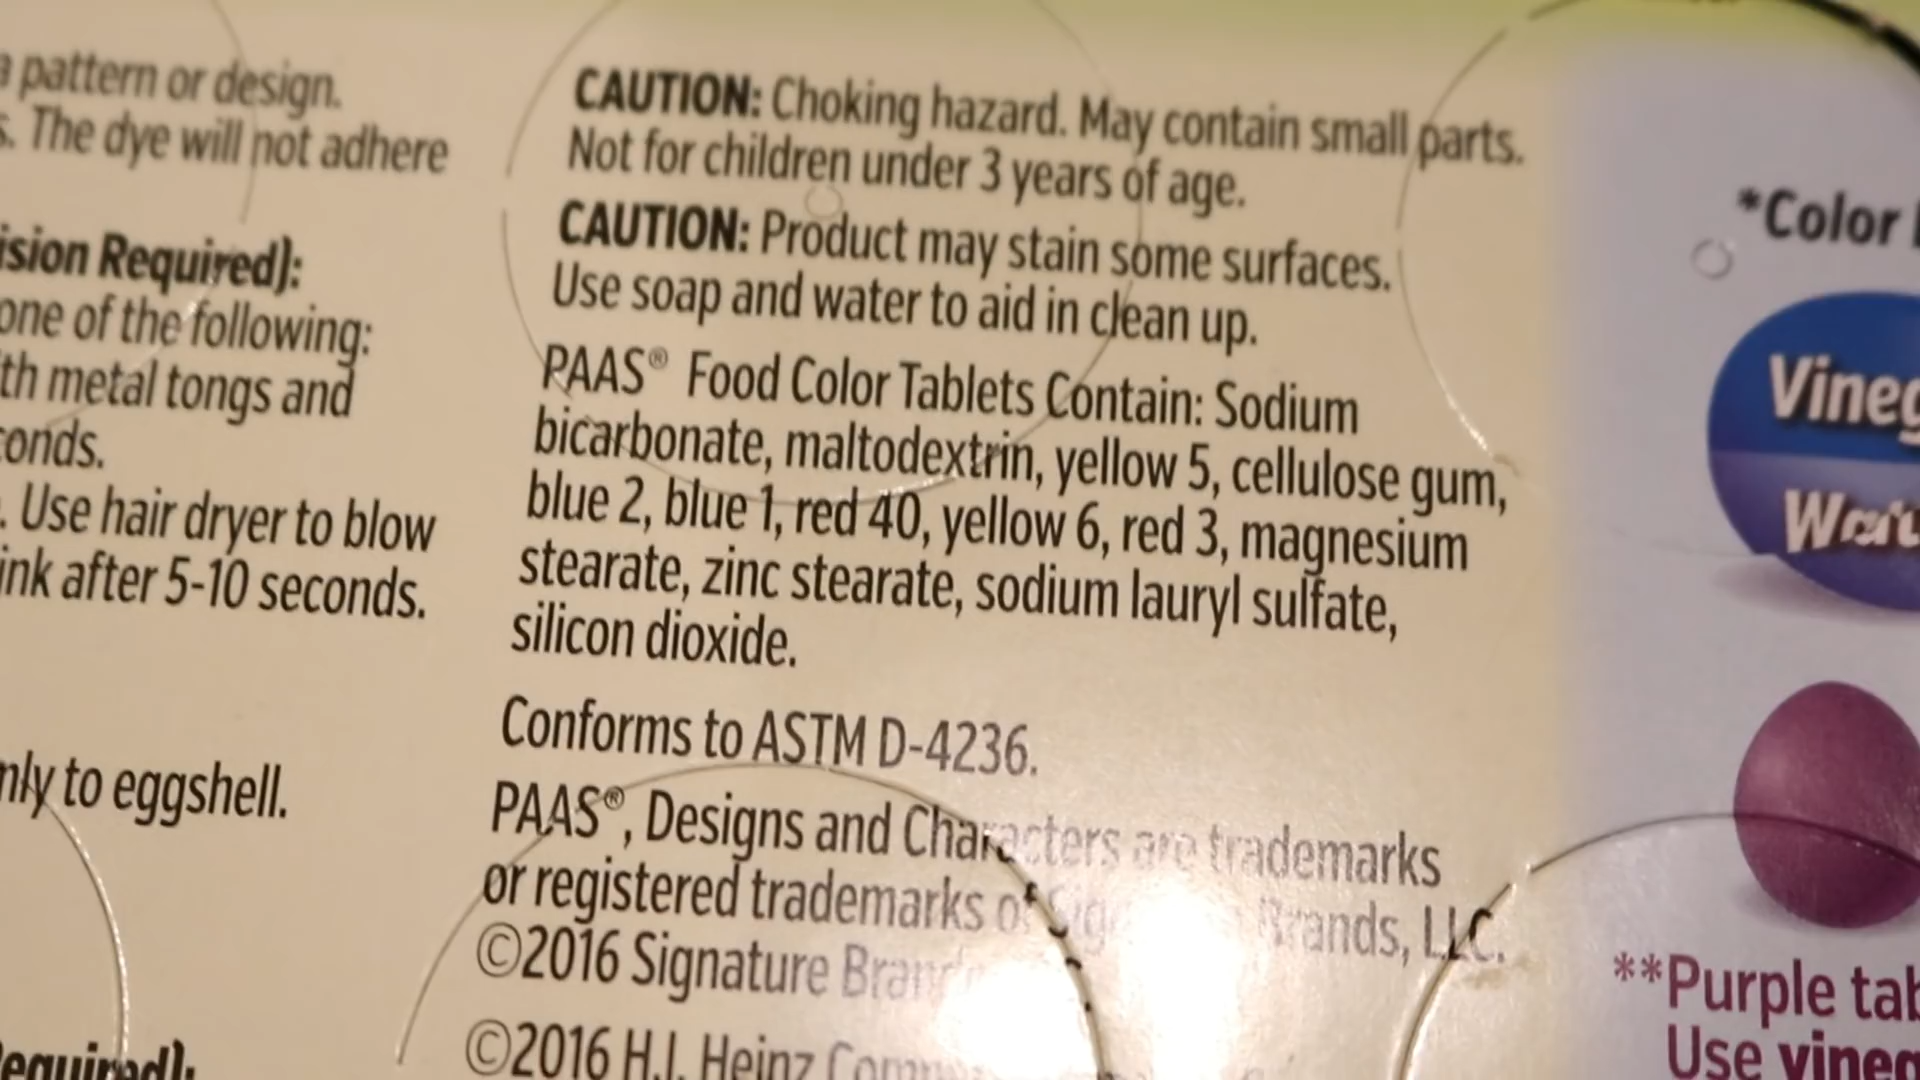 a pattern or design.
s. The dye will not adhere
ision Required):
one of the following:
th metal tongs and
conds.
. Use hair dryer to blow
ink after 5-10 seconds.
nly to eggshell.
equired):
CAUTION: Choking hazard. May contain small parts.
Not for children under 3 years of age.
CAUTION: Product may stain some surfaces.
Use soap and water to aid in clean up.
PAAS® Food Color Tablets Contain: Sodium
bicarbonate, maltodextrin, yellow 5, cellulose gum,
blue 2, blue 1, red 40, yellow 6, red 3, magnesium
stearate, zinc stearate, sodium lauryl sulfate,
silicon dioxide.
Conforms to ASTM D-4236.
PAAS®, Designs and Characters are trademarks
or registered trademarks of Brands, LLC.
©2016 Signature
©2016 H.J. Heinz
*Color
Vineg
Wat
**Purple tab
Use vineg